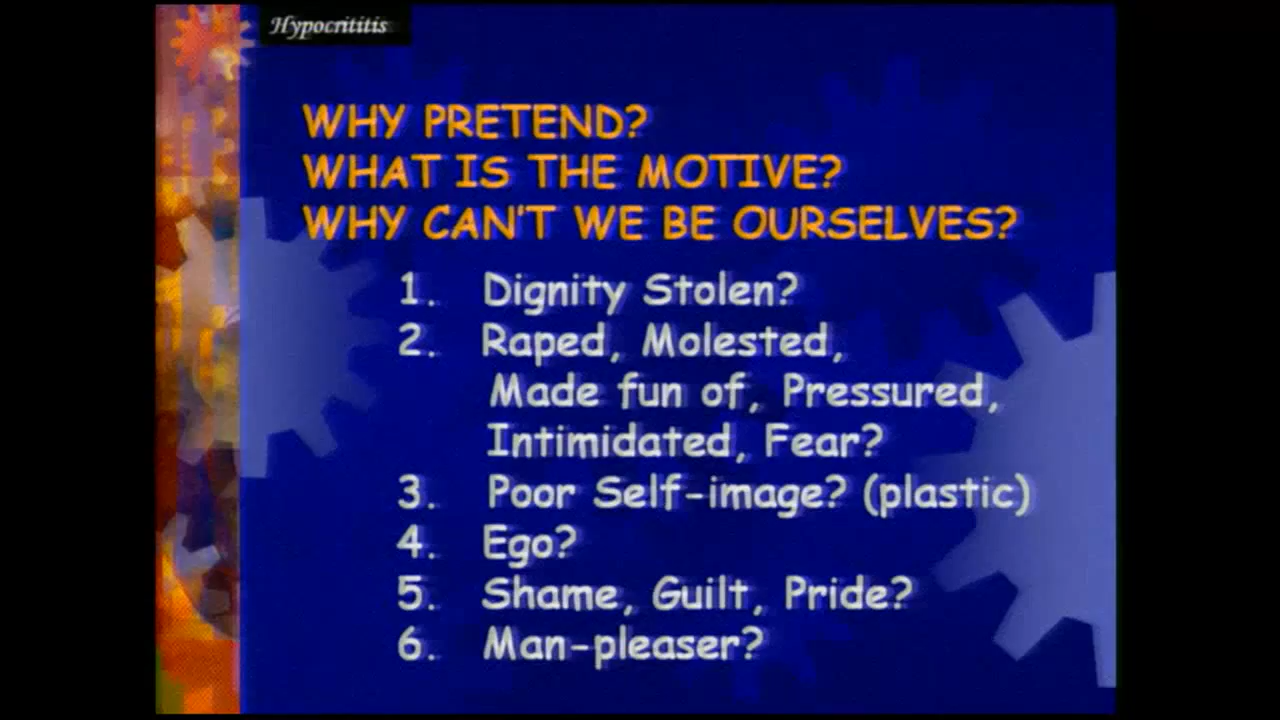 Hypocrititis
WHY PRETEND?
WHAT IS THE MOTIVE?
WHY CAN'T WE BE OURSELVES?
1. Dignity Stolen?
2. Raped, Molested,
Made fun of, Pressured,
Intimidated, Fear?
3. Poor Self-image? (plastic)
4. Ego?
5. Shame, Guilt, Pride?
6. Man-pleaser?